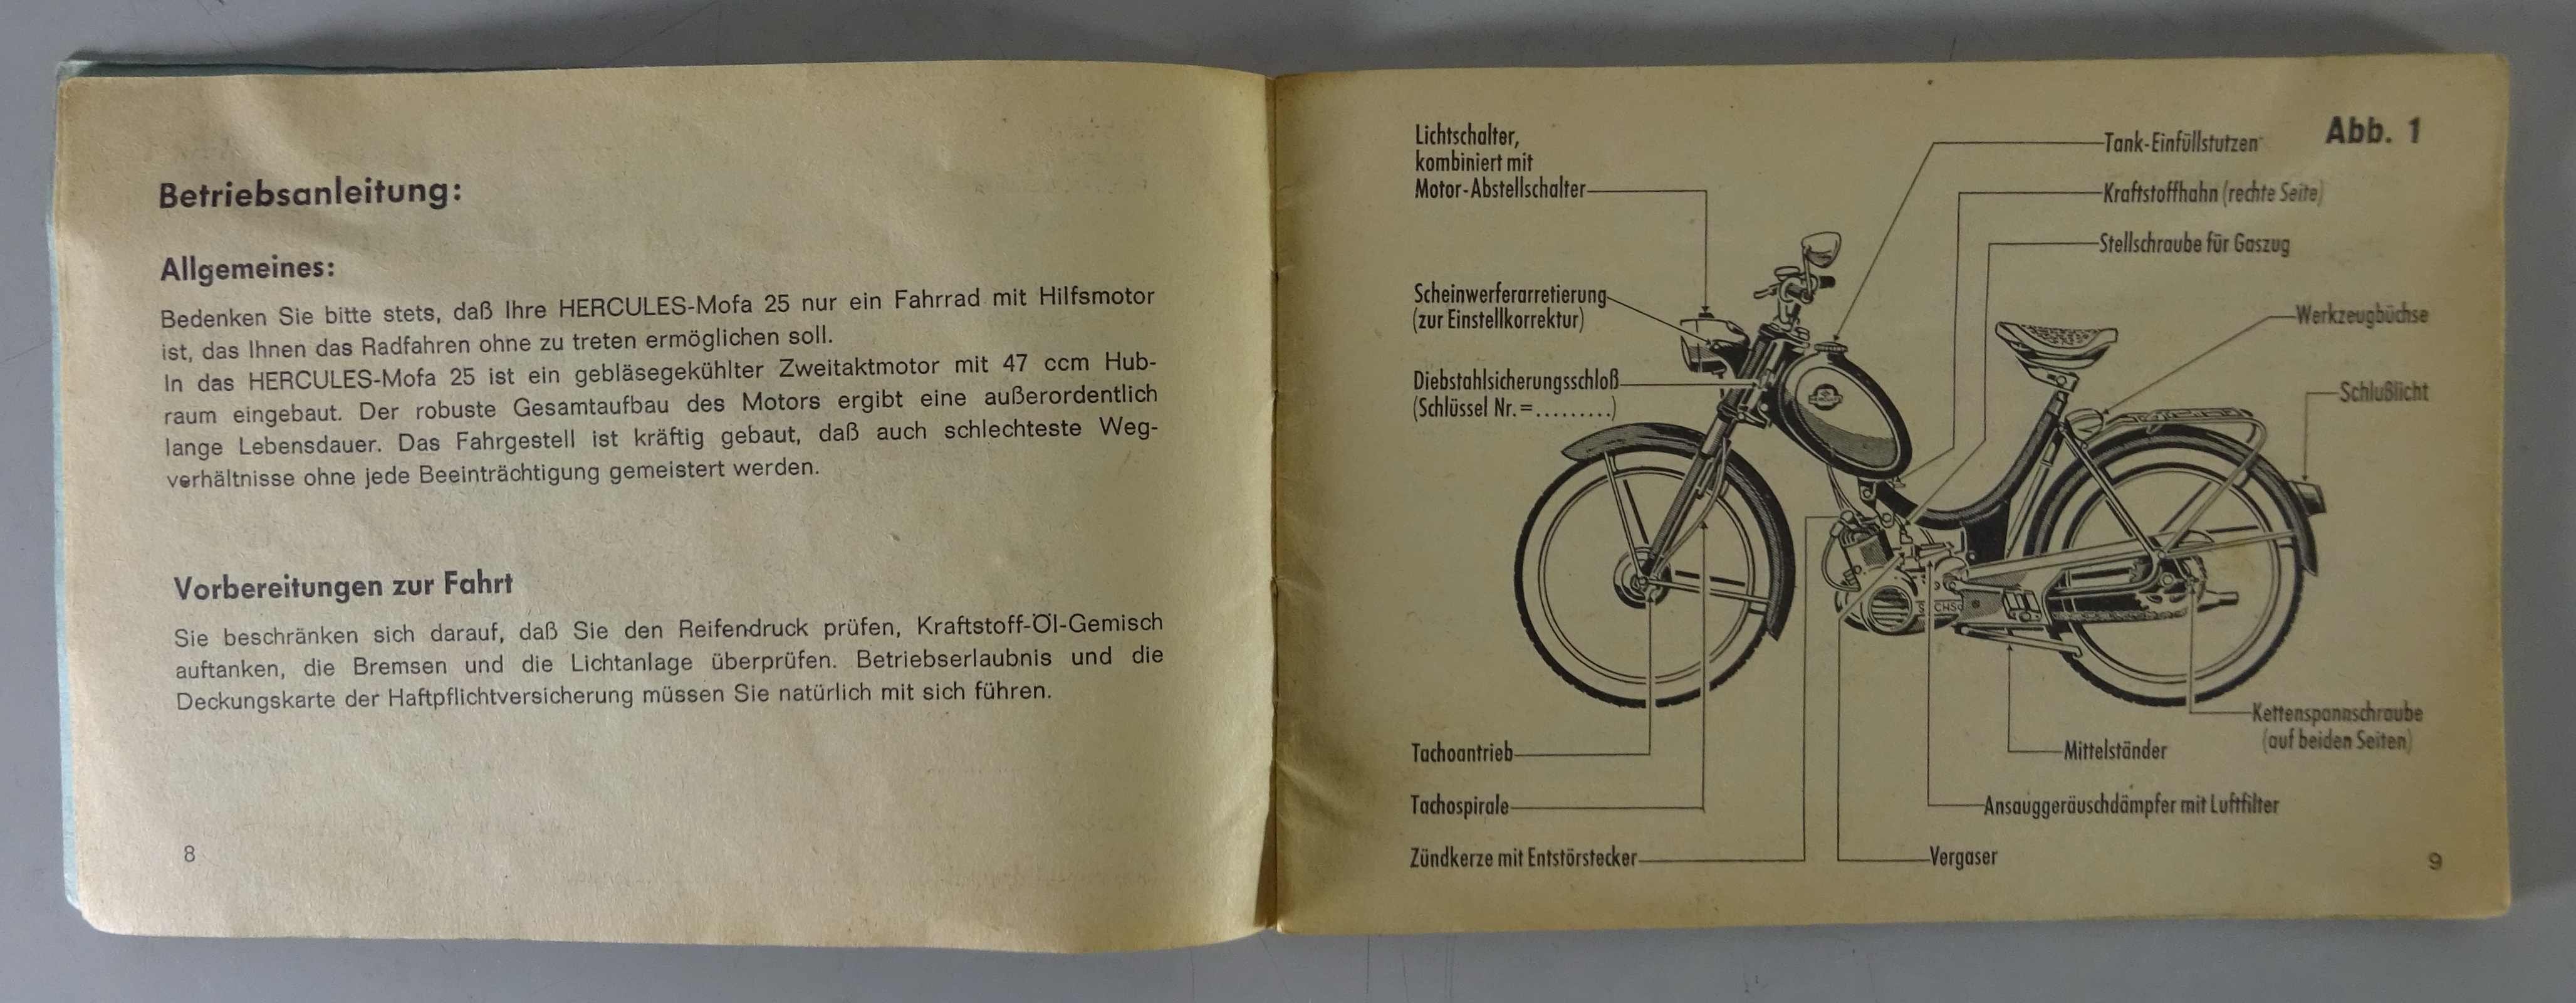 Betriebsanleitung:
Allgemeines:
Bedenken Sie bitte stets, daß Ihre HERCULES-Mofa 25 nur ein Fahrrad mit Hilfsmotor
ist, das Ihnen das Radfahren ohne zu treten ermöglichen soll.
In das HERCULES-Mofa 25 ist ein gebläsegekühlter Zweitaktmotor mit 47 ccm Hub-
raum eingebaut. Der robuste Gesamtaufbau des Motors ergibt eine außerordentlich
lange Lebensdauer. Das Fahrgestell ist kräftig gebaut, daß auch schlechteste Weg-
verhältnisse ohne jede Beeinträchtigung gemeistert werden.
Vorbereitungen zur Fahrt
Sie beschränken sich darauf, daß Sie den Reifendruck prüfen, Kraftstoff-Öl-Gemisch
auftanken, die Bremsen und die Lichtanlage überprüfen. Betriebserlaubnis und die
Deckungskarte der Haftpflichtversicherung müssen Sie natürlich mit sich führen.
8
Abb. 1
Lichtschalter,
kombiniert mit
Motor-Abstellschalter
Scheinwerferarretierung
(zur Einstellkorrektur)
Diebstahlsicherungsschloß
(Schlüssel Nr. = .........)
Tank-Einfüllstutzen
Kraftstoffhahn (rechte Seite)
Stellschraube für Gaszug
Werkzeugbüchse
Schlußlicht
HERCULES
SACHS
Tachoantrieb
Tachospirale
Zündkerze mit Entstörstecker
Kettenspannschraube
(auf beiden Seiten)
Mittelständer
Ansauggeräuschdämpfer mit Luftfilter
Vergaser
9